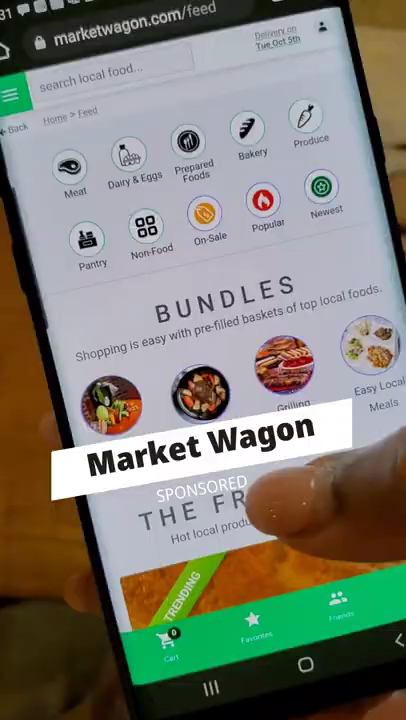 31
marketwagon.com/feed
search local food...
Delivery on
Tue Oct 5th
Back
Home > Feed
Meat
Dairy & Eggs
Prepared
Foods
Bakery
Produce
Pantry
Non-Food
On-Sale
Popular
Newest
BUNDLES
Shopping is easy with pre-filled baskets of top local foods.
Grilling
Easy Local
Meals
Market Wagon
SPONSORED
THE FR
Hot local produ
TRENDING
0
Cart
Favorites
Friends